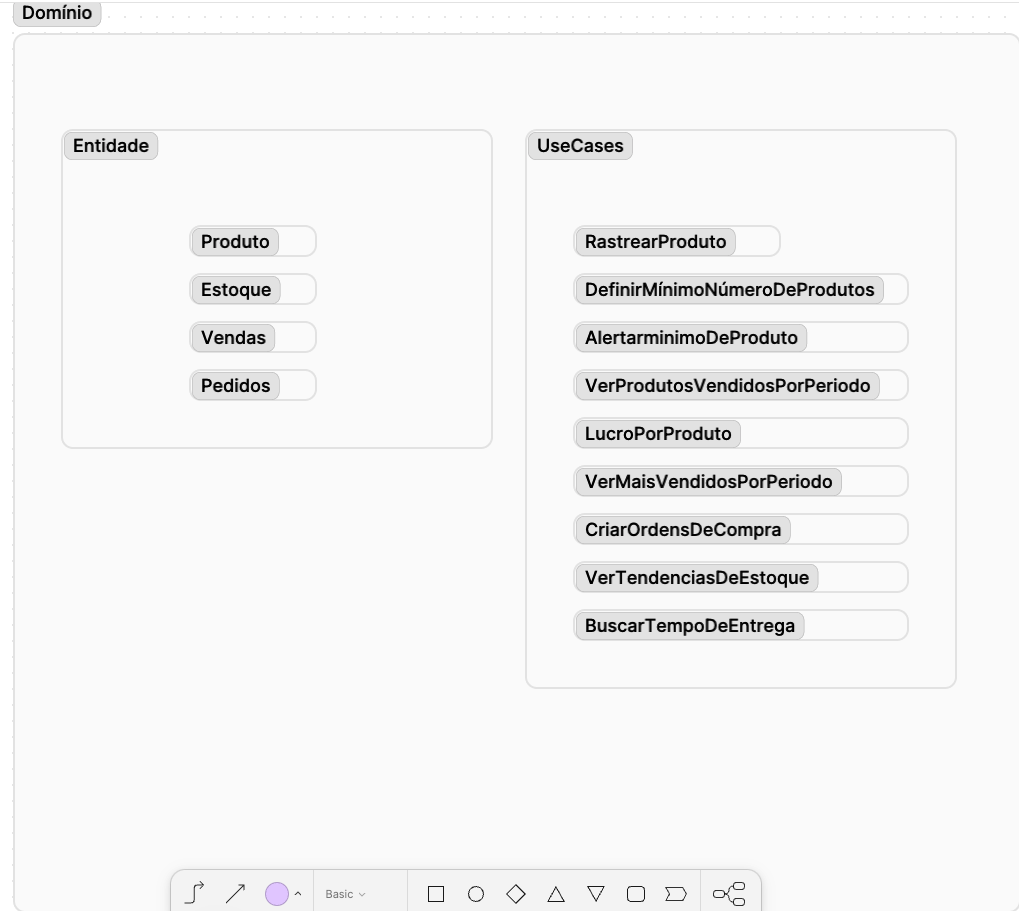 Domínio
Entidade
Produto
Estoque
Vendas
Pedidos
UseCases
RastrearProduto
DefinirMínimoNúmeroDeProdutos
AlertarminimoDeProduto
VerProdutosVendidosPorPeriodo
LucroPorProduto
VerMaisVendidosPorPeriodo
CriarOrdensDeCompra
VerTendenciasDeEstoque
BuscarTempoDeEntrega
Basic